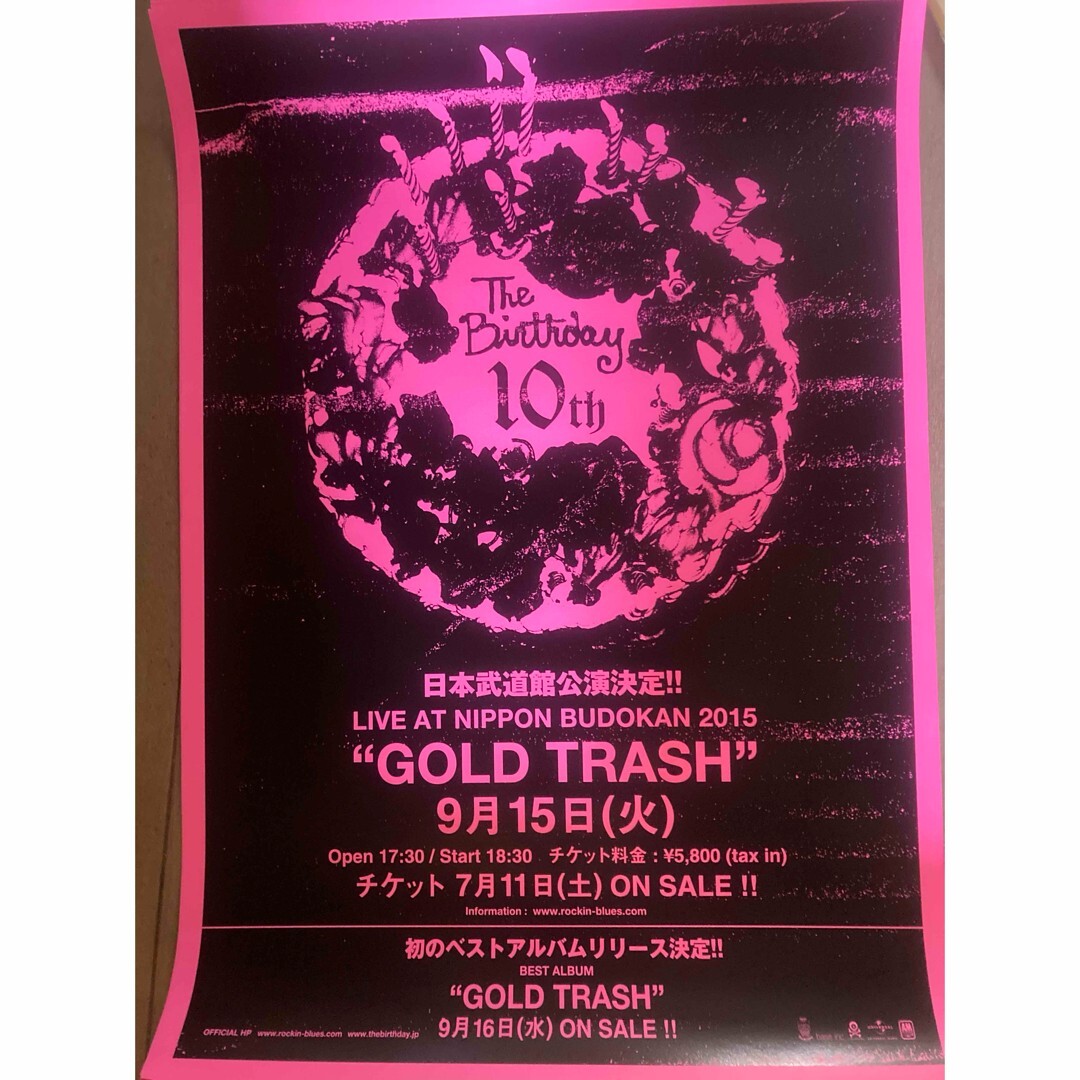 The
Birthday
10th
日本武道館公演決定!!
LIVE AT NIPPON BUDOKAN 2015
“GOLD TRASH”
9月15日(火)
Open 17:30 / Start 18:30 チケット料金 : ¥5,800 (tax in)
チケット 7月11日(土) ON SALE !!
Information : www.rockin-blues.com
初のベストアルバムリリース決定!!
BEST ALBUM
“GOLD TRASH”
9月16日(水) ON SALE !!
OFFICIAL HP www.rockin-blues.com www.thebirthday.jp
UNIVERSAL